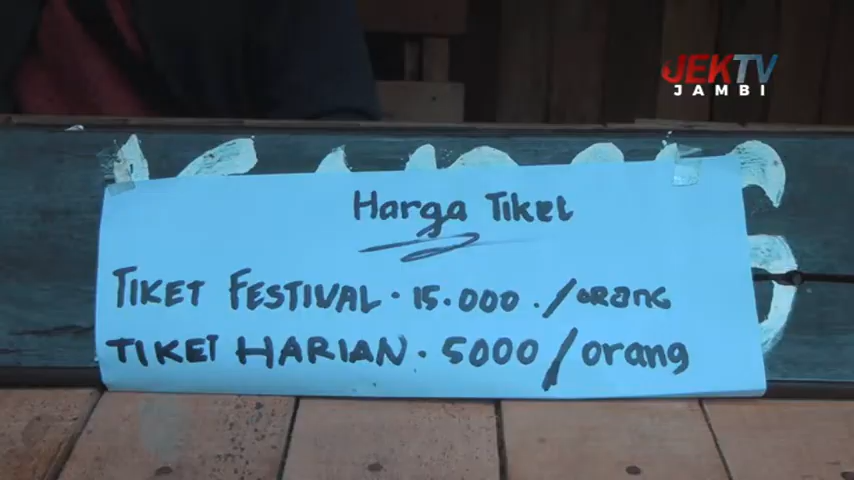 JEKTV
JAMBI
Harga Tiket
TIKET FESTIVAL. 15.000. / ORANG
TIKET HARIAN. 5000 / orang